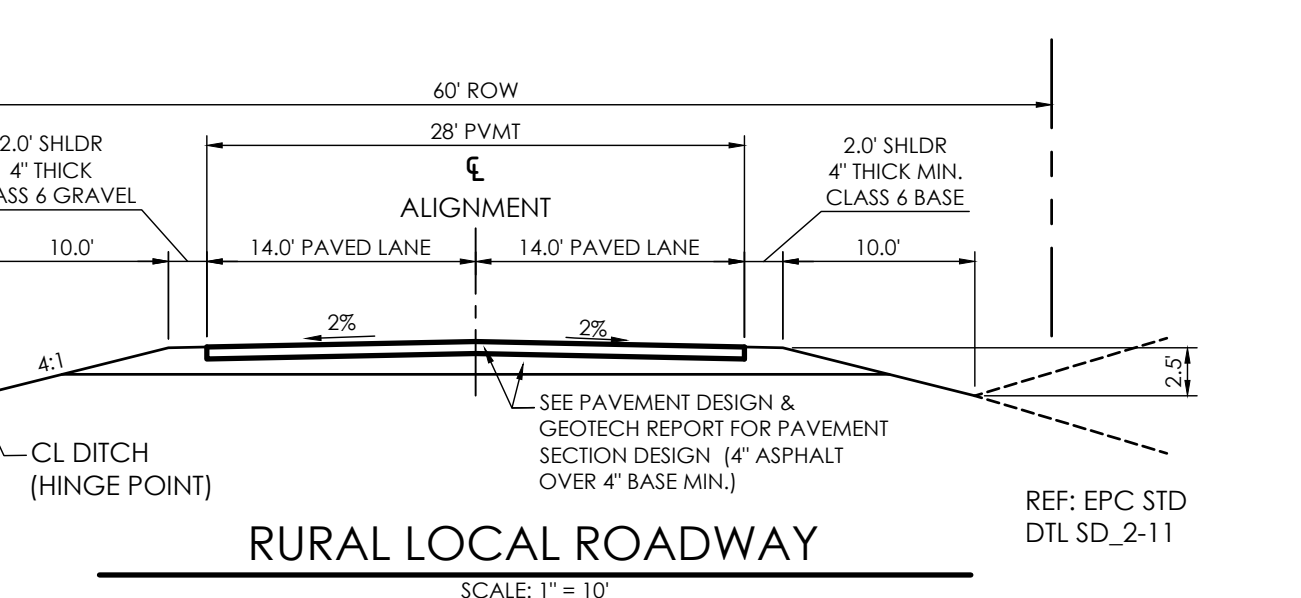 60' ROW
28' PVMT
2.0' SHLDR
4" THICK
ASS 6 GRAVEL
℄
ALIGNMENT
2.0' SHLDR
4" THICK MIN.
CLASS 6 BASE
10.0'
14.0' PAVED LANE
14.0' PAVED LANE
10.0'
2%
2%
4:1
2.5'
SEE PAVEMENT DESIGN &
GEOTECH REPORT FOR PAVEMENT
SECTION DESIGN (4" ASPHALT
OVER 4" BASE MIN.)
CL DITCH
(HINGE POINT)
REF: EPC STD
DTL SD_2-11
RURAL LOCAL ROADWAY
SCALE: 1" = 10'